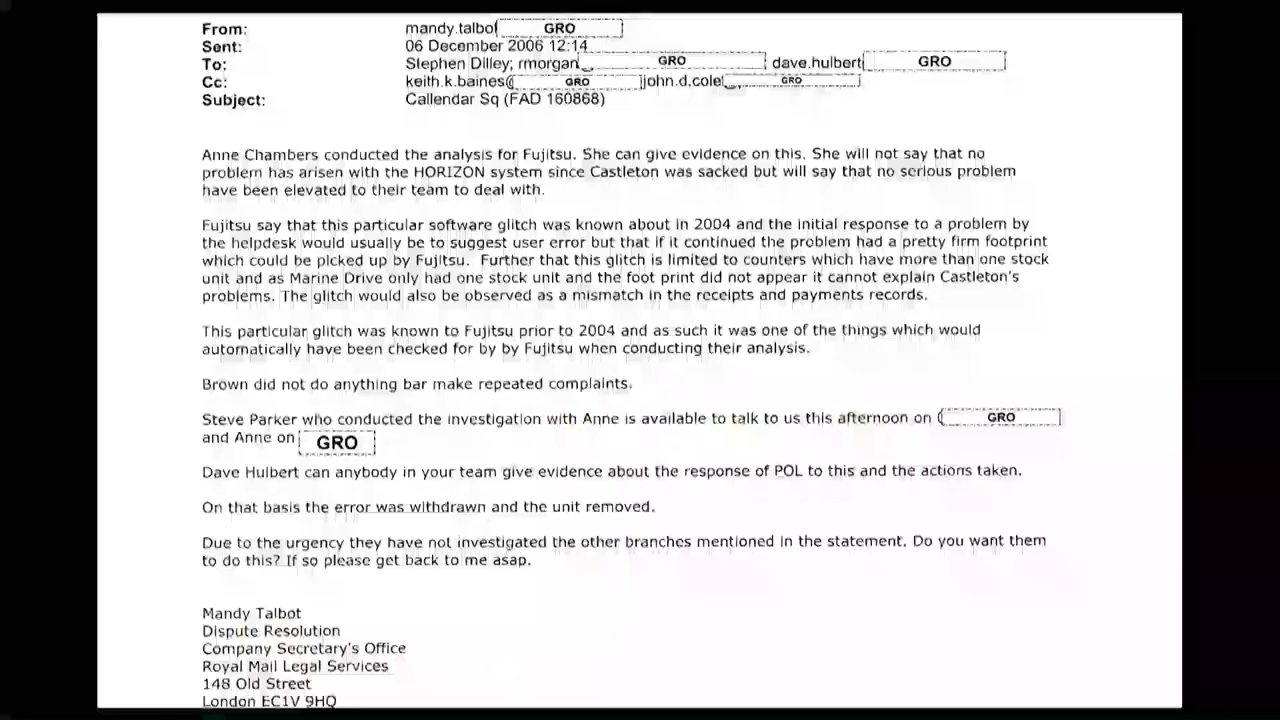 From: mandy.talbot GRO
Sent: 06 December 2006 12:14
To: Stephen Dilley; rmorgan GRO dave.hulbert GRO
Cc: keith.k.baines@ GRO john.d.cole GRO
Subject: Callendar Sq (FAD 160868)
Anne Chambers conducted the analysis for Fujitsu. She can give evidence on this. She will not say that no
problem has arisen with the HORIZON system since Castleton was sacked but will say that no serious problem
have been elevated to their team to deal with.
Fujitsu say that this particular software glitch was known about in 2004 and the initial response to a problem by
the helpdesk would usually be to suggest user error but that if it continued the problem had a pretty firm footprint
which could be picked up by Fujitsu. Further that this glitch is limited to counters which have more than one stock
unit and as Marine Drive only had one stock unit and the foot print did not appear it cannot explain Castleton's
problems. The glitch would also be observed as a mismatch in the receipts and payments records.
This particular glitch was known to Fujitsu prior to 2004 and as such it was one of the things which would
automatically have been checked for by by Fujitsu when conducting their analysis.
Brown did not do anything bar make repeated complaints.
Steve Parker who conducted the investigation with Anne is available to talk to us this afternoon on ( GRO
and Anne on GRO
Dave Hulbert can anybody in your team give evidence about the response of POL to this and the actions taken.
On that basis the error was withdrawn and the unit removed.
Due to the urgency they have not investigated the other branches mentioned in the statement. Do you want them
to do this? If so please get back to me asap.
Mandy Talbot
Dispute Resolution
Company Secretary's Office
Royal Mail Legal Services
148 Old Street
London EC1V 9HQ